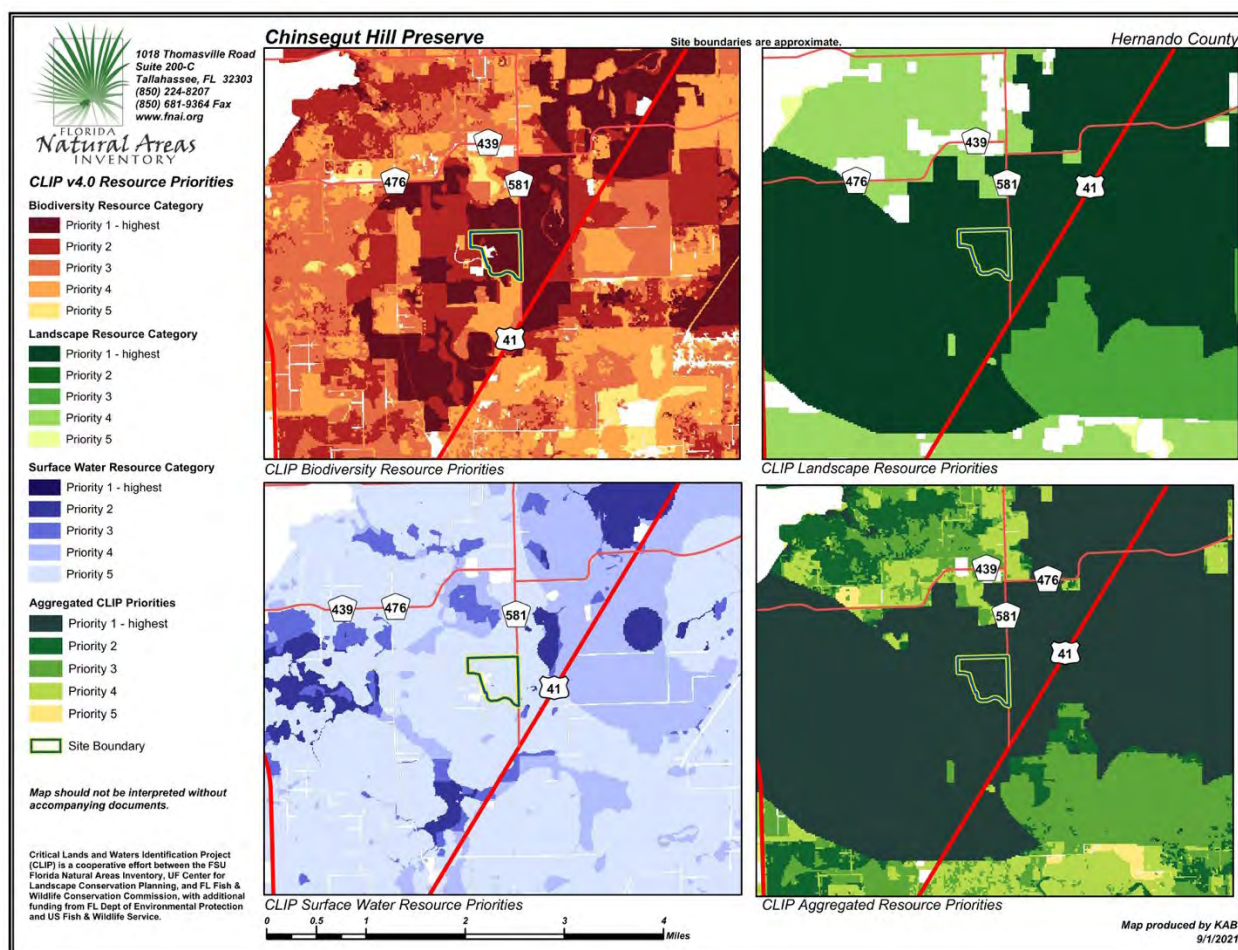 Chinsegut Hill Preserve
Site boundaries are approximate.
Hernando County
1018 Thomasville Road
Suite 200-C
Tallahassee, FL 32303
(850) 224-8207
(850) 681-9364 Fax
www.fnai.org
FLORIDA
Natural Areas
INVENTORY
CLIP v4.0 Resource Priorities
Biodiversity Resource Category
Priority 1 - highest
Priority 2
Priority 3
Priority 4
Priority 5
Landscape Resource Category
Priority 1 - highest
Priority 2
Priority 3
Priority 4
Priority 5
Surface Water Resource Category
Priority 1 - highest
Priority 2
Priority 3
Priority 4
Priority 5
Aggregated CLIP Priorities
Priority 1 - highest
Priority 2
Priority 3
Priority 4
Priority 5
Site Boundary
Map should not be interpreted without
accompanying documents.
Critical Lands and Waters Identification Project
(CLIP) is a cooperative effort between the FSU
Florida Natural Areas Inventory, UF Center for
Landscape Conservation Planning, and FL Fish &
Wildlife Conservation Commission, with additional
funding from FL Dept of Environmental Protection
and US Fish & Wildlife Service.
439
476
581
41
CLIP Biodiversity Resource Priorities
439
476
581
41
CLIP Landscape Resource Priorities
439
476
581
41
CLIP Surface Water Resource Priorities
439
476
581
41
CLIP Aggregated Resource Priorities
0
0.5
1
2
3
4
Miles
Map produced by KAB
9/1/2021